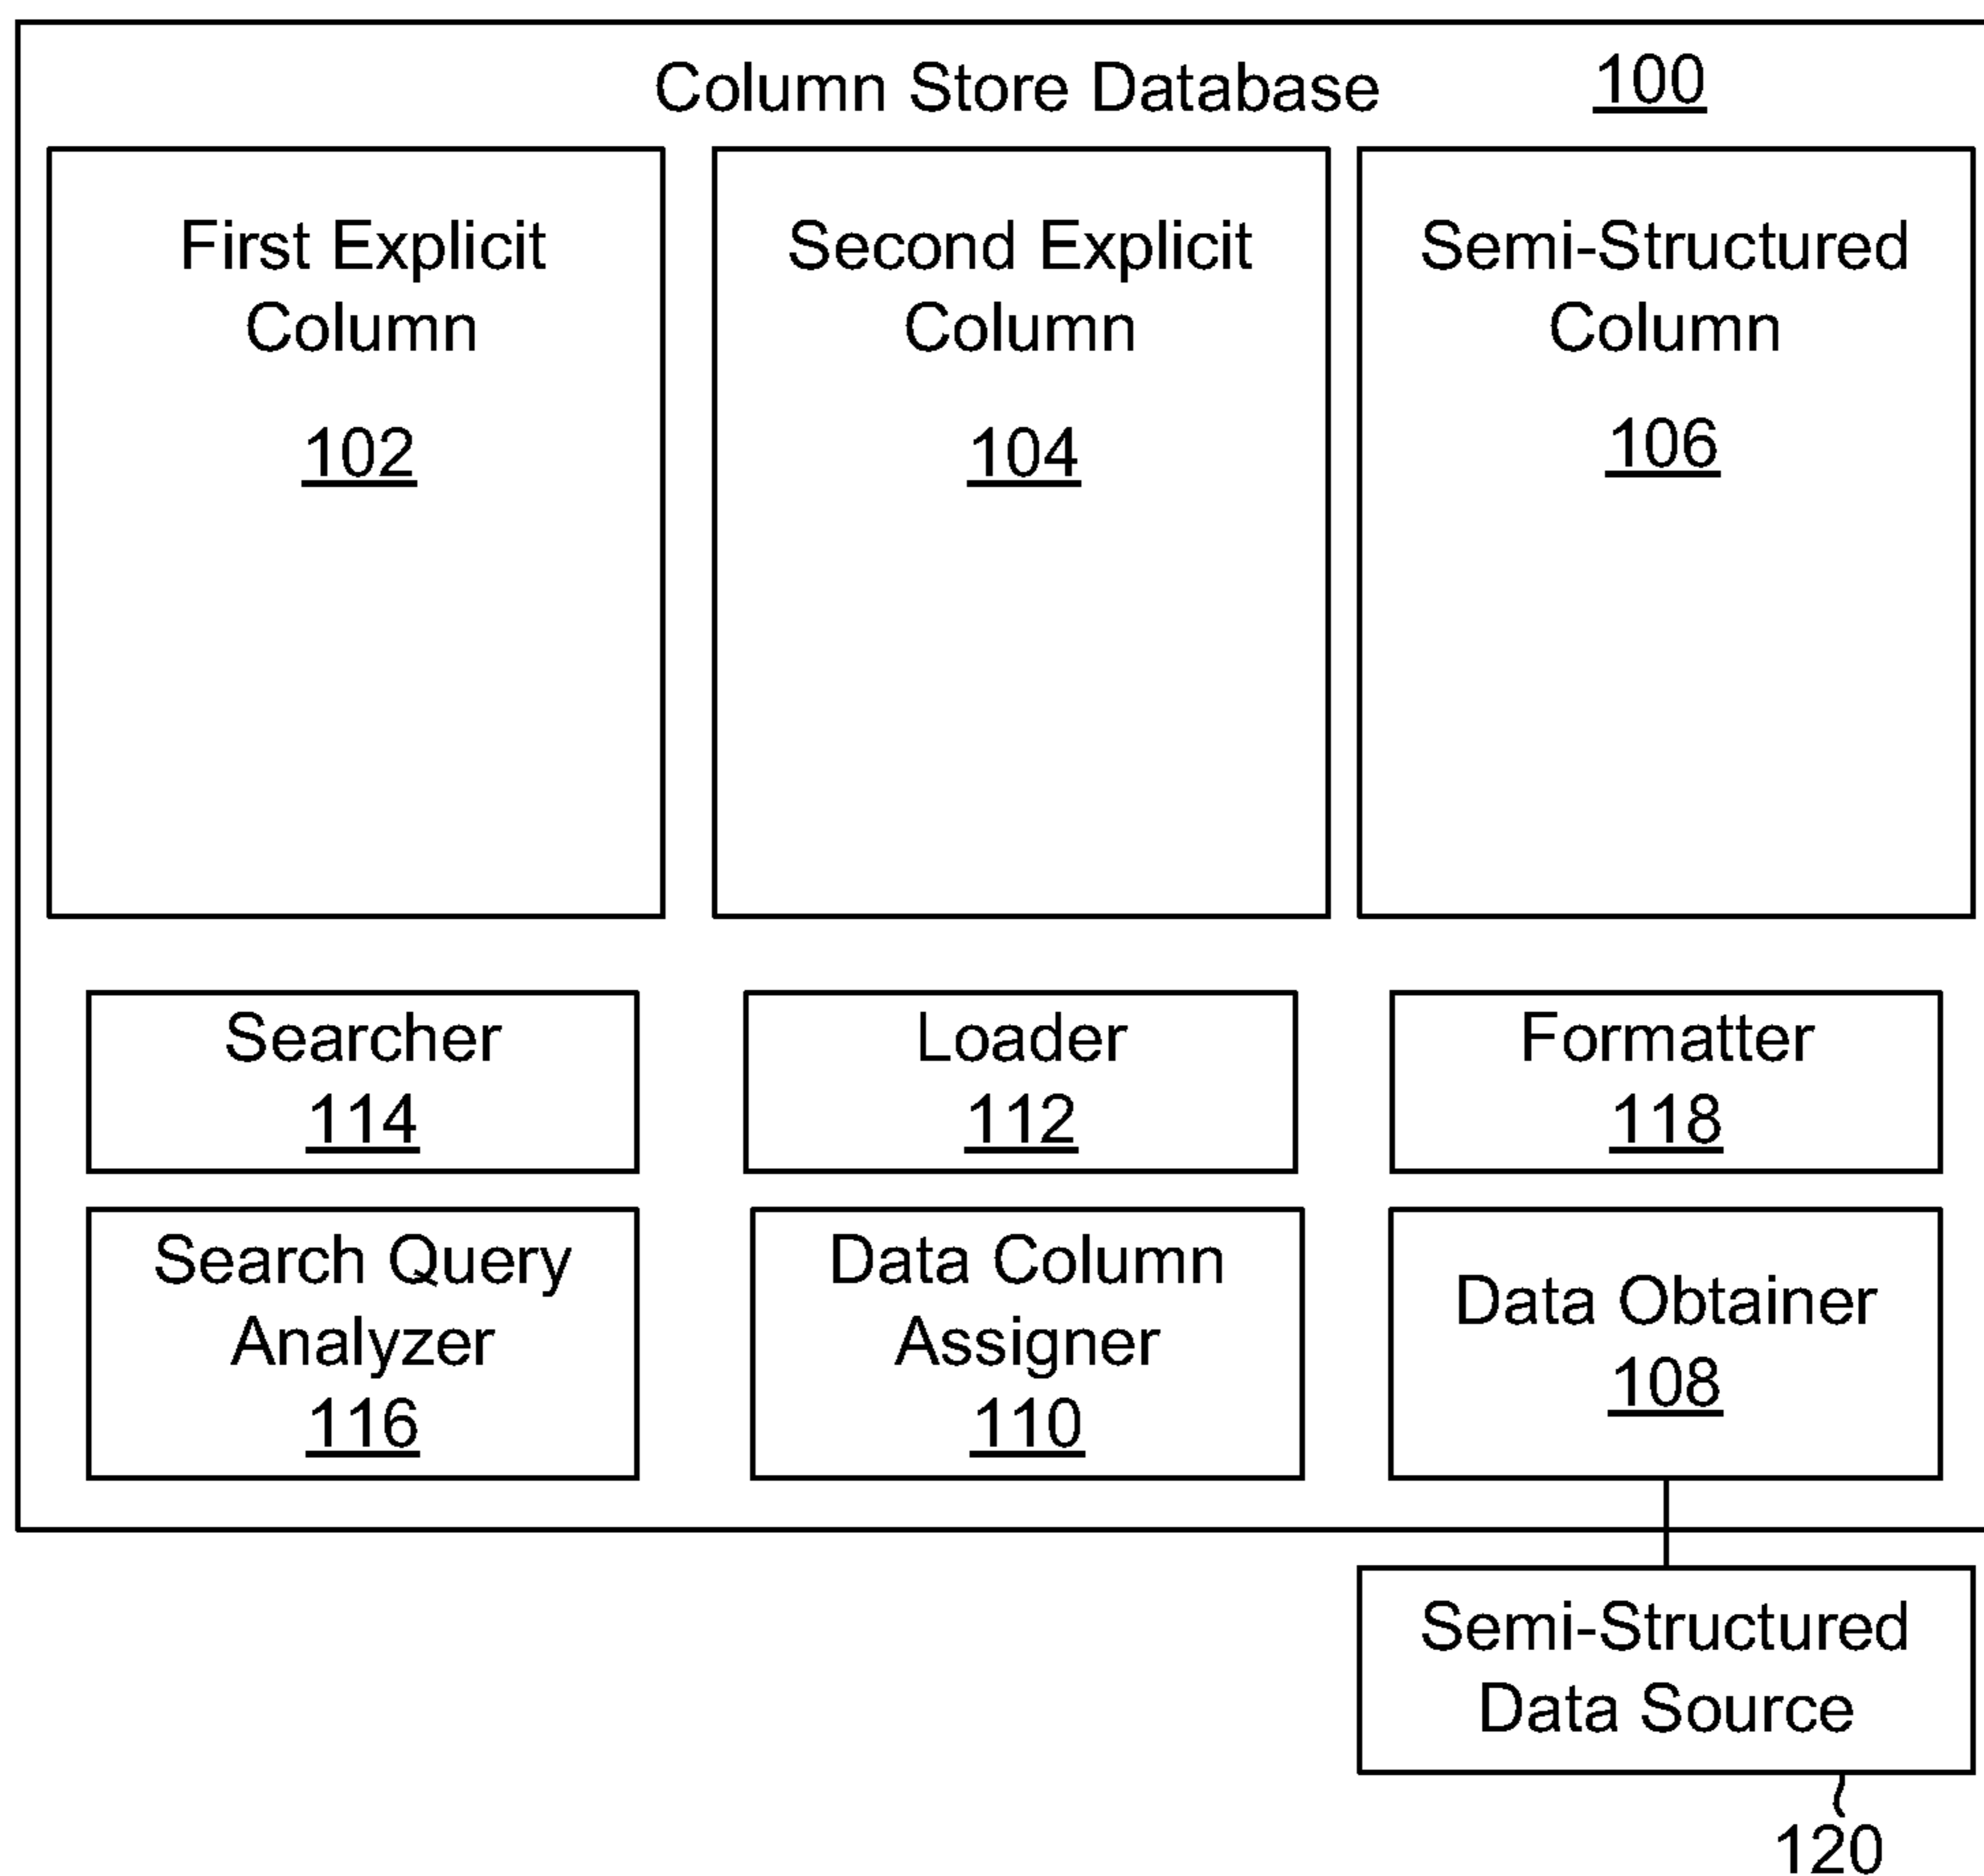 Column Store Database 100
First Explicit
Column
102
Second Explicit
Column
104
Semi-Structured
Column
106
Searcher
114
Loader
112
Formatter
118
Search Query
Analyzer
116
Data Column
Assigner
110
Data Obtainer
108
Semi-Structured
Data Source
120